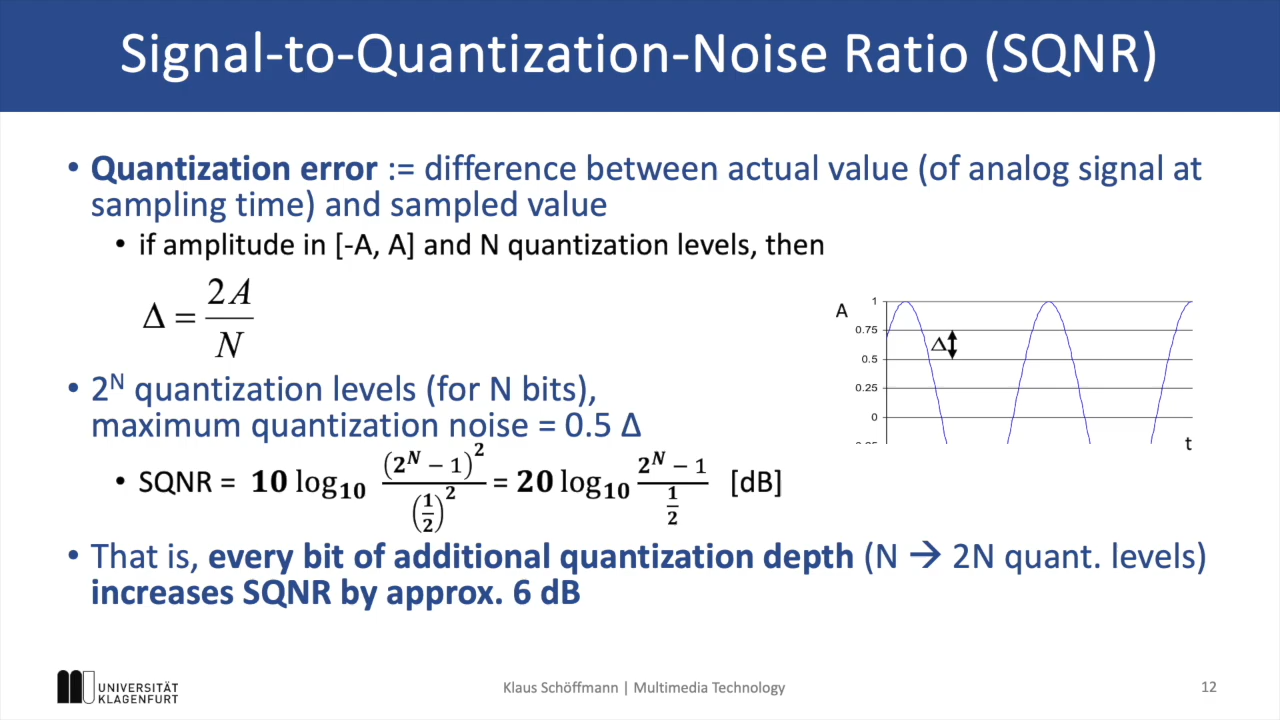 Signal-to-Quantization-Noise Ratio (SQNR)
• Quantization error := difference between actual value (of analog signal at
sampling time) and sampled value
• if amplitude in [-A, A] and N quantization levels, then
Δ = 2A / N
A
1
0.75
0.5
0.25
0
Δ
t
• 2^N quantization levels (for N bits),
maximum quantization noise = 0.5 Δ
• SQNR = 10 log₁₀ (2^N − 1)² / (1/2)² = 20 log₁₀ (2^N − 1) / (1/2) [dB]
• That is, every bit of additional quantization depth (N → 2N quant. levels)
increases SQNR by approx. 6 dB
UNIVERSITÄT
KLAGENFURT
Klaus Schöffmann | Multimedia Technology
12